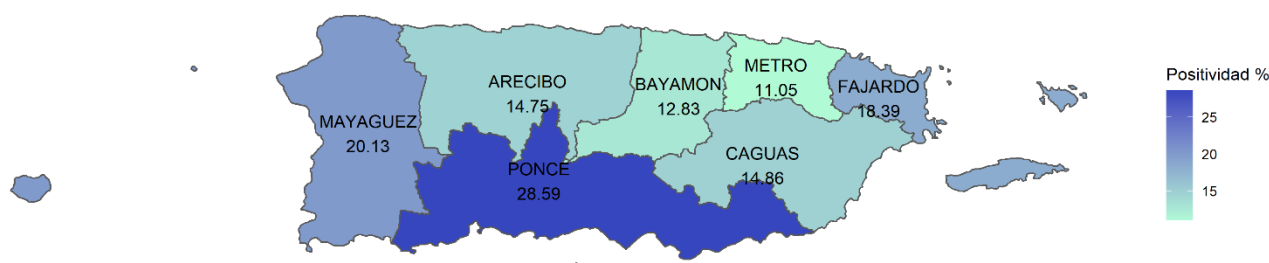 METRO
11.05
ARECIBO
14.75
BAYAMON
12.83
FAJARDO
18.39
MAYAGUEZ
20.13
CAGUAS
14.86
PONCE
28.59
Positividad %
25
20
15